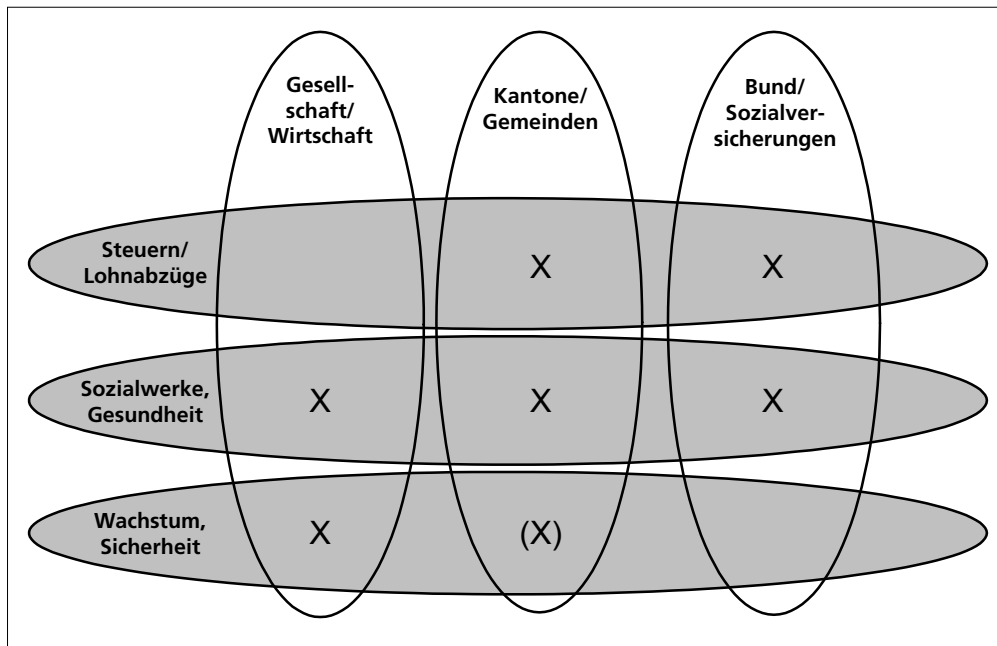 Gesell-
schaft/
Wirtschaft
Kantone/
Gemeinden
Bund/
Sozialver-
sicherungen
Steuern/
Lohnabzüge
X X
Sozialwerke,
Gesundheit
X X X
Wachstum,
Sicherheit
X (X)